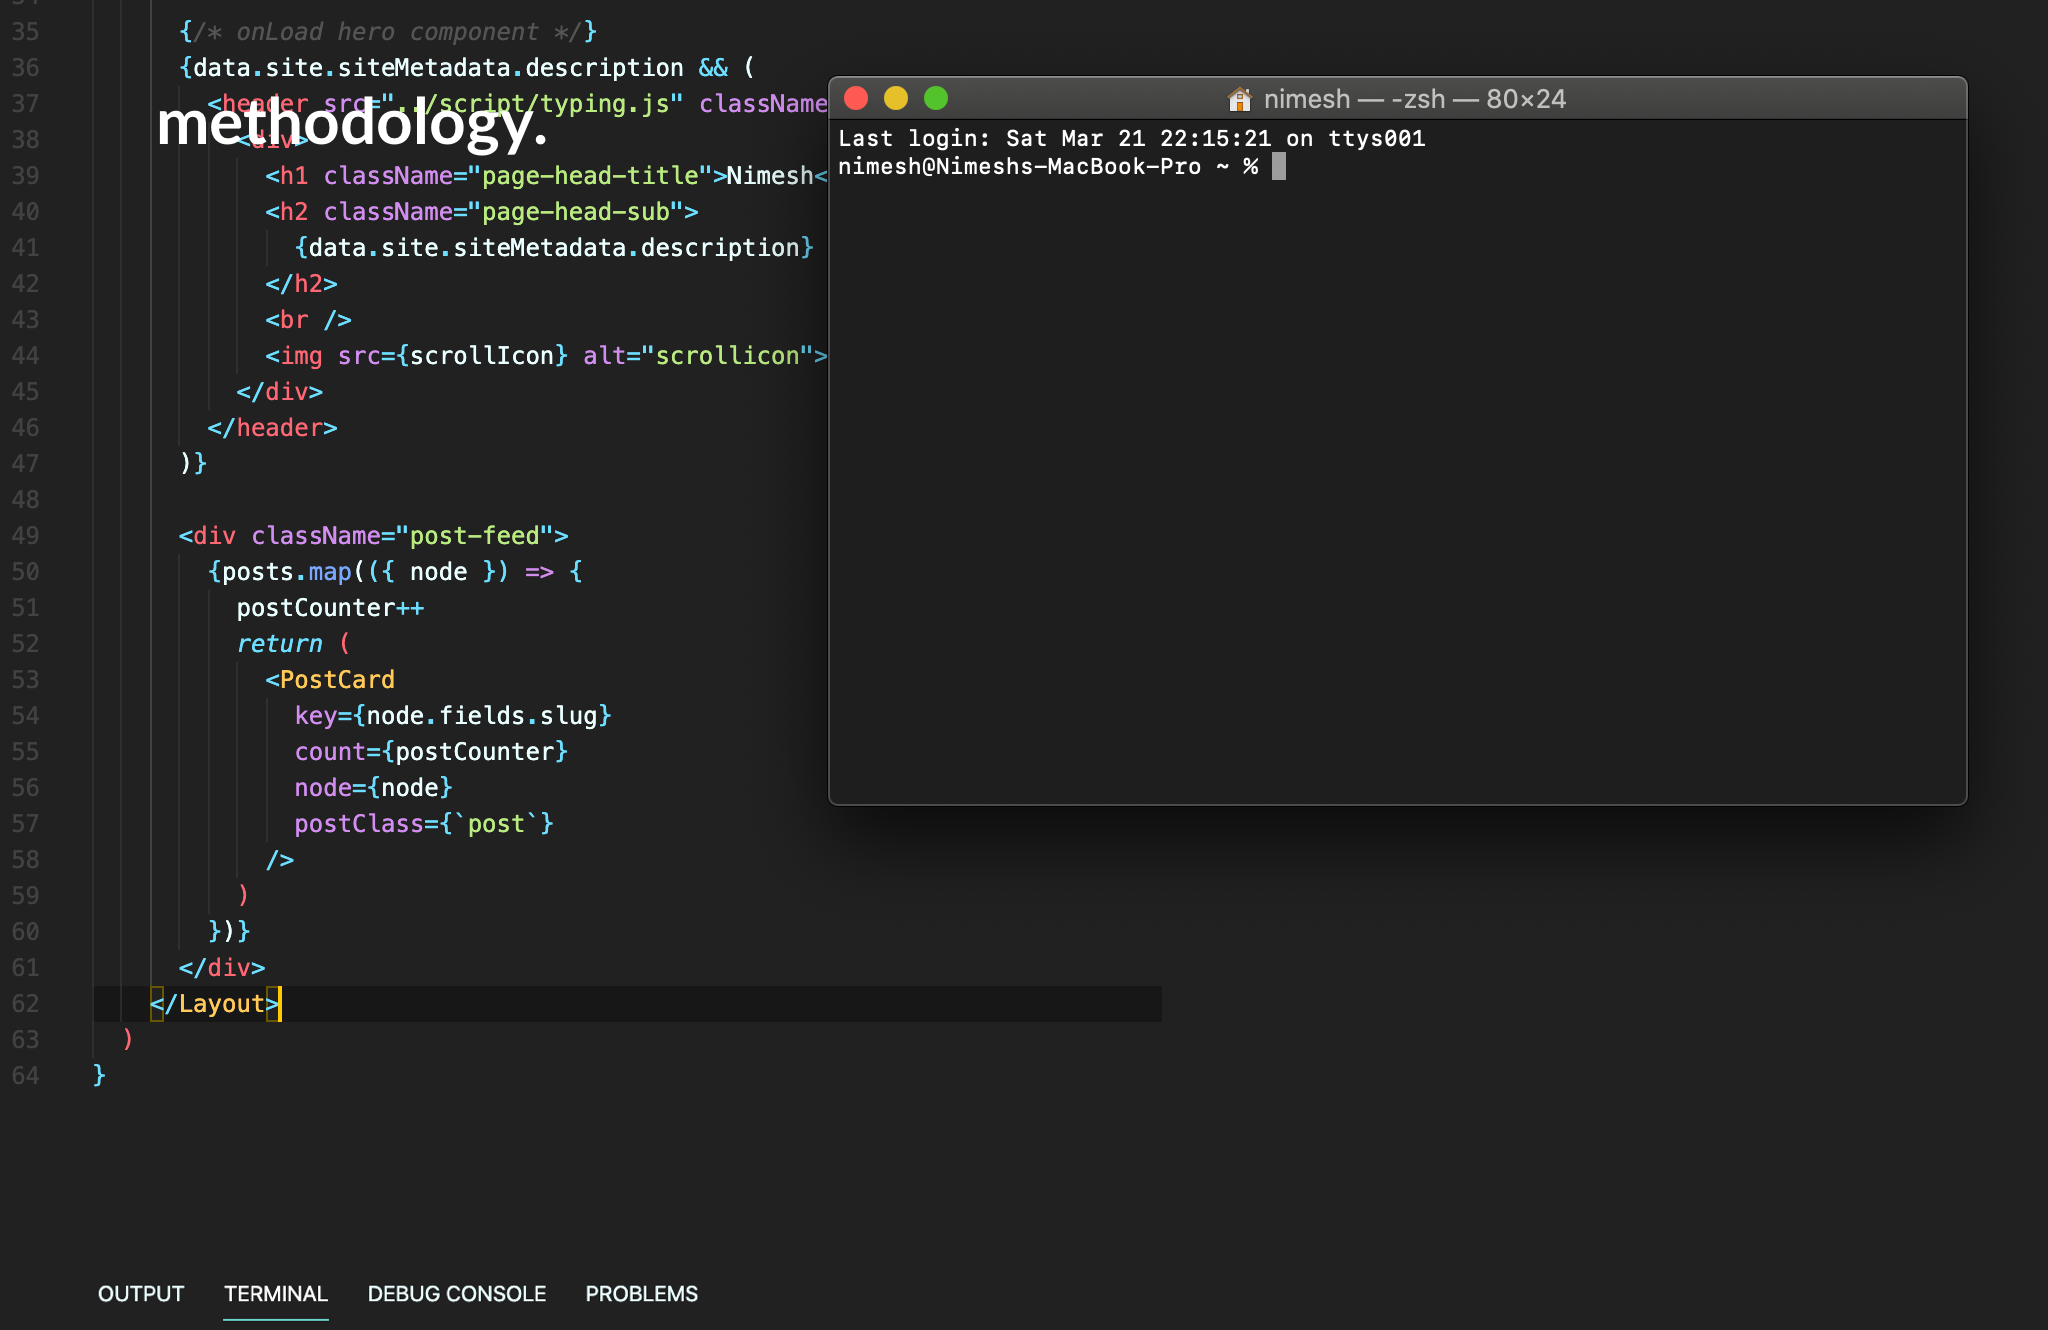 35 {/* onLoad hero component */}
36 {data.site.siteMetadata.description && (
37 <header src="../script/typing.js" className
methodology.
38 <div>
39 <h1 className="page-head-title">Nimesh<
40 <h2 className="page-head-sub">
41 {data.site.siteMetadata.description}
42 </h2>
43 <br />
44 <img src={scrollIcon} alt="scrollicon">
45 </div>
46 </header>
47 )}
48
49 <div className="post-feed">
50 {posts.map(({ node }) => {
51 postCounter++
52 return (
53 <PostCard
54 key={node.fields.slug}
55 count={postCounter}
56 node={node}
57 postClass={`post`}
58 />
59 )
60 })}
61 </div>
62 </Layout>
63 )
64 }
nimesh — -zsh — 80×24
Last login: Sat Mar 21 22:15:21 on ttys001
nimesh@Nimeshs-MacBook-Pro ~ %
OUTPUT TERMINAL DEBUG CONSOLE PROBLEMS